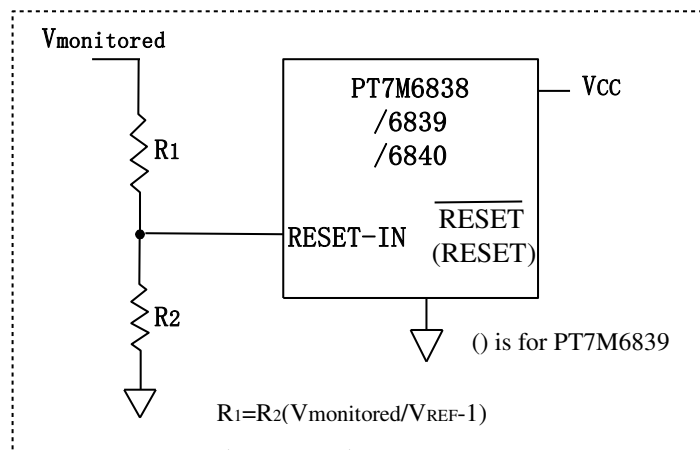 Vmonitored
PT7M6838
/6839
/6840
VCC
R1
RESET-IN
RESET
(RESET)
R2
() is for PT7M6839
R1=R2(Vmonitored/VREF-1)